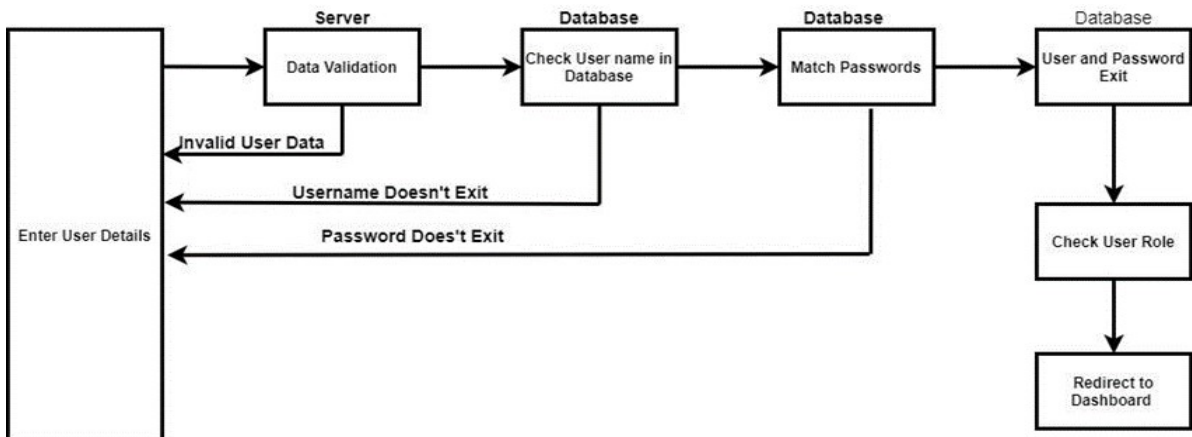 Server
Database
Database
Database
Data Validation
Check User name in
Database
Match Passwords
User and Password
Exit
Invalid User Data
Username Doesn't Exit
Enter User Details
Password Does't Exit
Check User Role
Redirect to
Dashboard